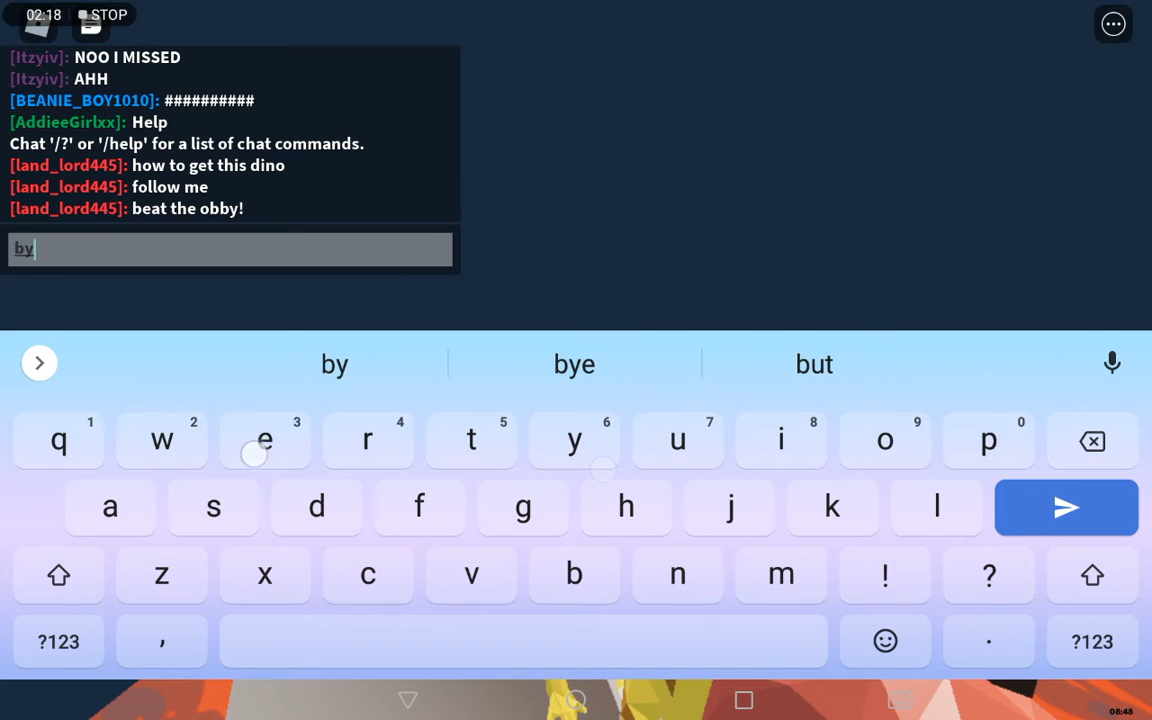 02:18 STOP
[Itzyiv]: NOO I MISSED
[Itzyiv]: AHH
[BEANIE_BOY1010]: ##########
[AddieeGirlxx]: Help
Chat '/?' or '/help' for a list of chat commands.
[land_lord445]: how to get this dino
[land_lord445]: follow me
[land_lord445]: beat the obby!
by
by bye but
q 1 w 2 e 3 r 4 t 5 y 6 u 7 i 8 o 9 p 0
a s d f g h j k l
z x c v b n m ! ?
?123 , . ?123
08:48